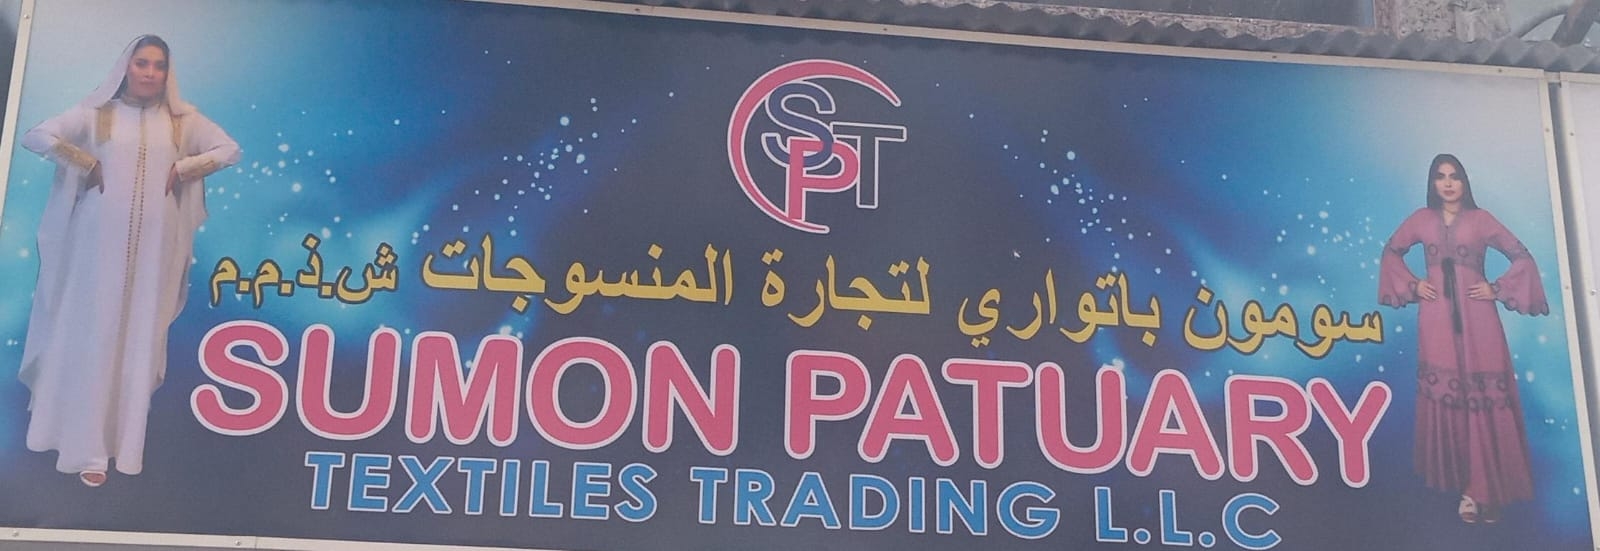 SPT
سومون باتواري لتجارة المنسوجات ش.ذ.م.م
SUMON PATUARY
TEXTILES TRADING L.L.C